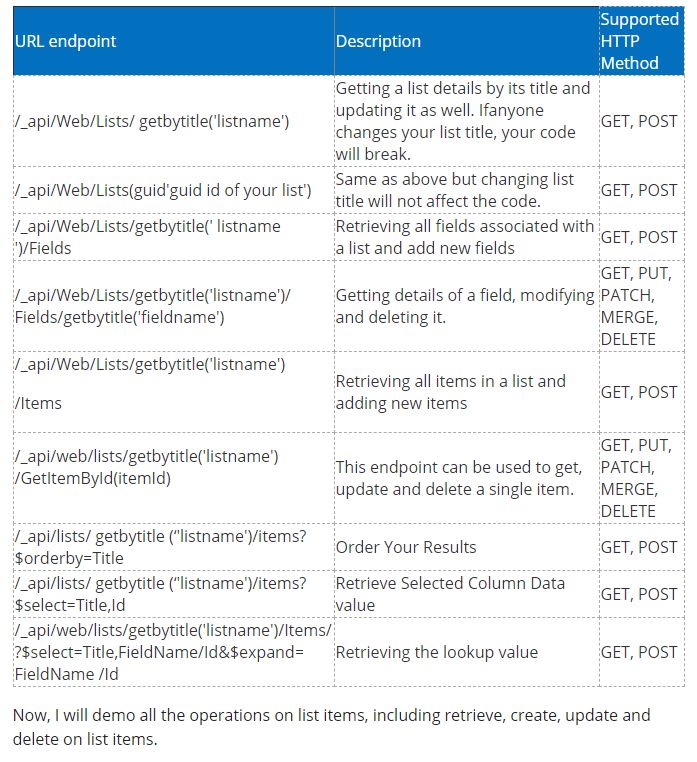 URL endpoint
Description
Supported
HTTP
Method
/_api/Web/Lists/ getbytitle('listname')
Getting a list details by its title and
updating it as well. Ifanyone
changes your list title, your code
will break.
GET, POST
/_api/Web/Lists(guid'guid id of your list')
Same as above but changing list
title will not affect the code.
GET, POST
/_api/Web/Lists/getbytitle(' listname
')/Fields
Retrieving all fields associated with
a list and add new fields
GET, POST
/_api/Web/Lists/getbytitle('listname')/
Fields/getbytitle('fieldname')
Getting details of a field, modifying
and deleting it.
GET, PUT,
PATCH,
MERGE,
DELETE
/_api/Web/Lists/getbytitle('listname')
/Items
Retrieving all items in a list and
adding new items
GET, POST
/_api/web/lists/getbytitle('listname')
/GetItemById(itemId)
This endpoint can be used to get,
update and delete a single item.
GET, PUT,
PATCH,
MERGE,
DELETE
/_api/lists/ getbytitle (‘'listname')/items?
$orderby=Title
Order Your Results
GET, POST
/_api/lists/ getbytitle (‘'listname')/items?
$select=Title,Id
Retrieve Selected Column Data
value
GET, POST
/_api/web/lists/getbytitle('listname')/Items/
?$select=Title,FieldName/Id&$expand=
FieldName /Id
Retrieving the lookup value
GET, POST
Now, I will demo all the operations on list items, including retrieve, create, update and
delete on list items.